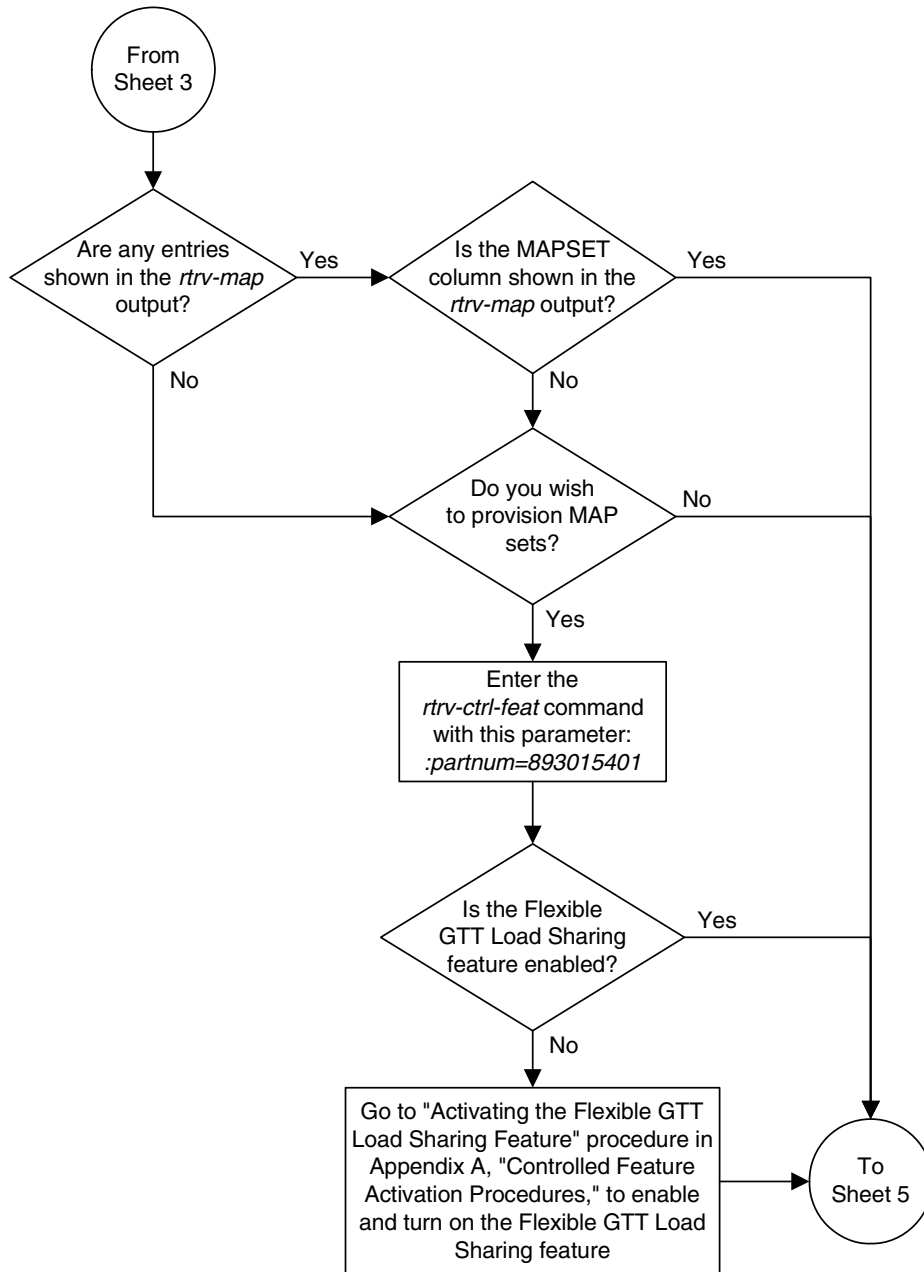 From
Sheet 3
Are any entries
shown in the rtrv-map
output?
Yes
Is the MAPSET
column shown in the
rtrv-map output?
Yes
No
No
Do you wish
to provision MAP
sets?
No
Yes
Enter the
rtrv-ctrl-feat command
with this parameter:
:partnum=893015401
Is the Flexible
GTT Load Sharing
feature enabled?
Yes
No
Go to "Activating the Flexible GTT
Load Sharing Feature" procedure in
Appendix A, "Controlled Feature
Activation Procedures," to enable
and turn on the Flexible GTT Load
Sharing feature
To
Sheet 5